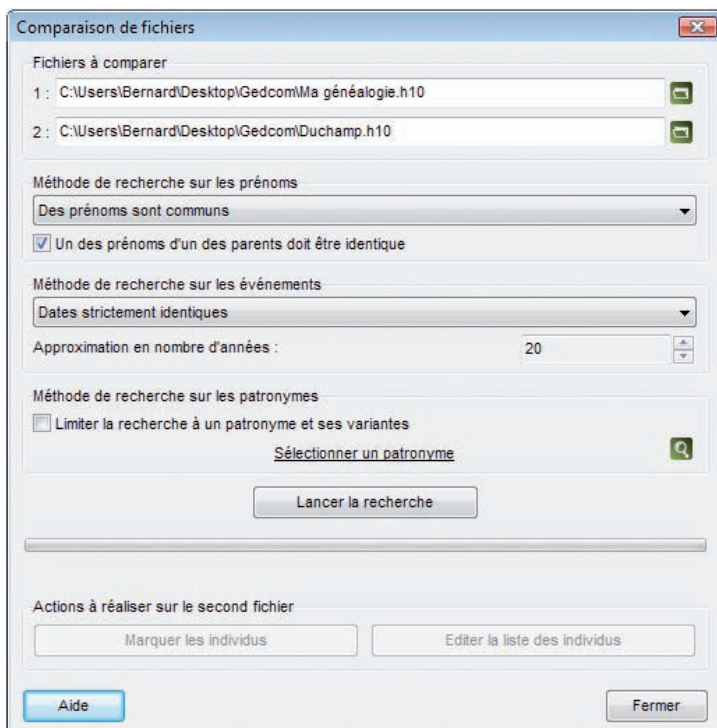 Comparaison de fichiers
Fichiers à comparer
1 : C:\Users\Bernard\Desktop\Gedcom\Ma généalogie.h10
2 : C:\Users\Bernard\Desktop\Gedcom\Duchamp.h10
Méthode de recherche sur les prénoms
Des prénoms sont communs
Un des prénoms d'un des parents doit être identique
Méthode de recherche sur les événements
Dates strictement identiques
Approximation en nombre d'années : 20
Méthode de recherche sur les patronymes
Limiter la recherche à un patronyme et ses variantes
Sélectionner un patronyme
Lancer la recherche
Actions à réaliser sur le second fichier
Marquer les individus Editer la liste des individus
Aide Fermer